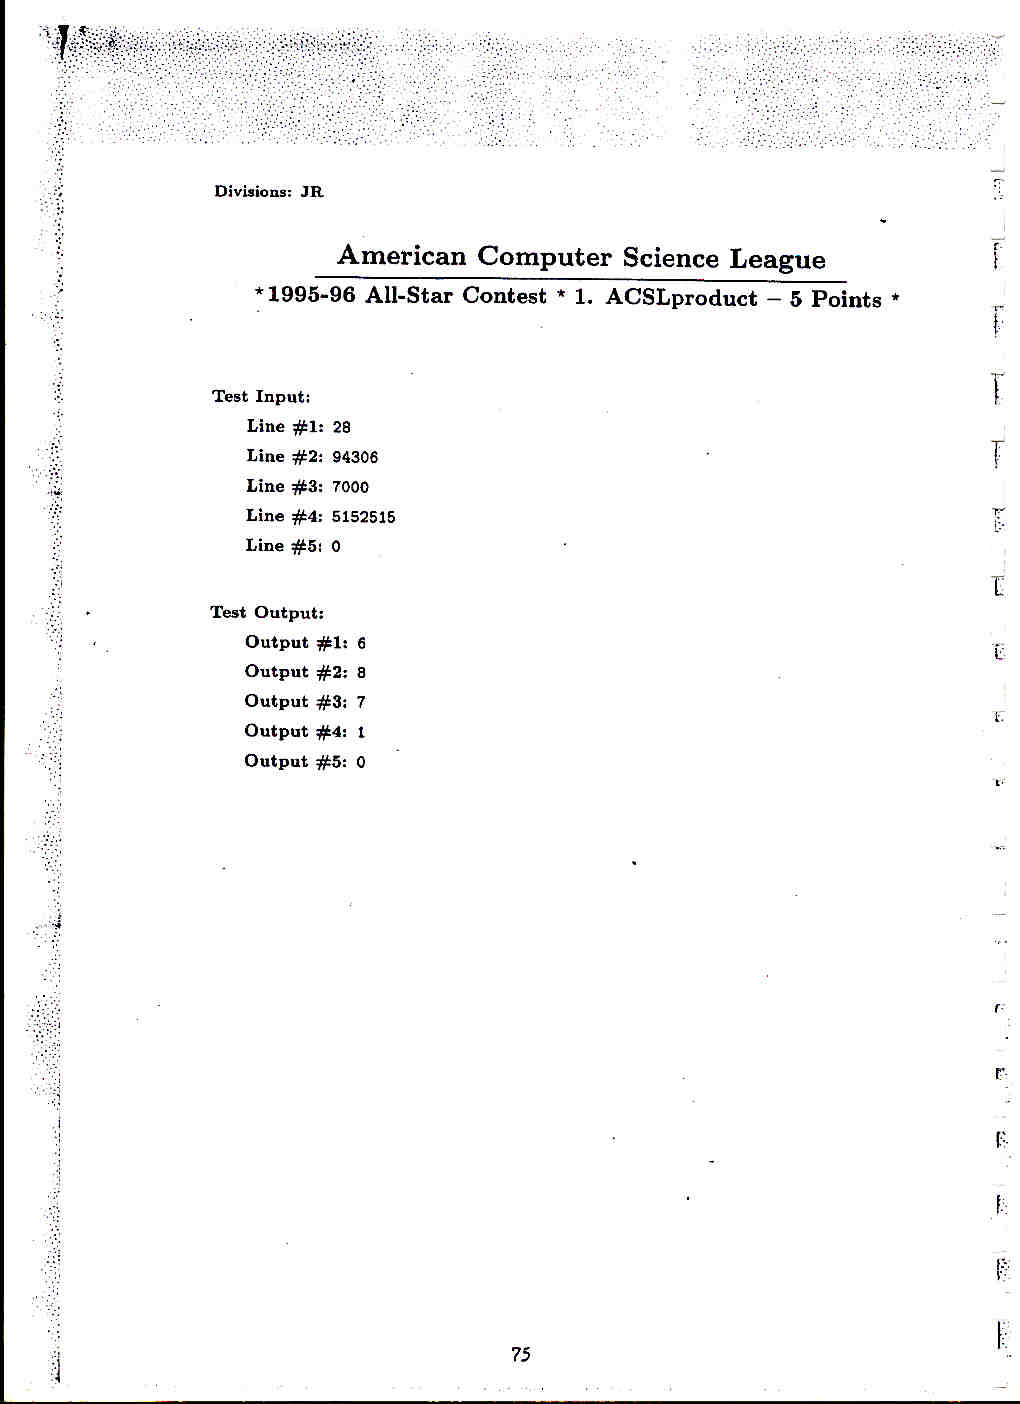 Divisions: JR
American Computer Science League
*1995-96 All-Star Contest * 1. ACSLproduct – 5 Points *
Test Input:
Line #1: 28
Line #2: 94306
Line #3: 7000
Line #4: 5152515
Line #5: 0
Test Output:
Output #1: 6
Output #2: 8
Output #3: 7
Output #4: 1
Output #5: 0
75